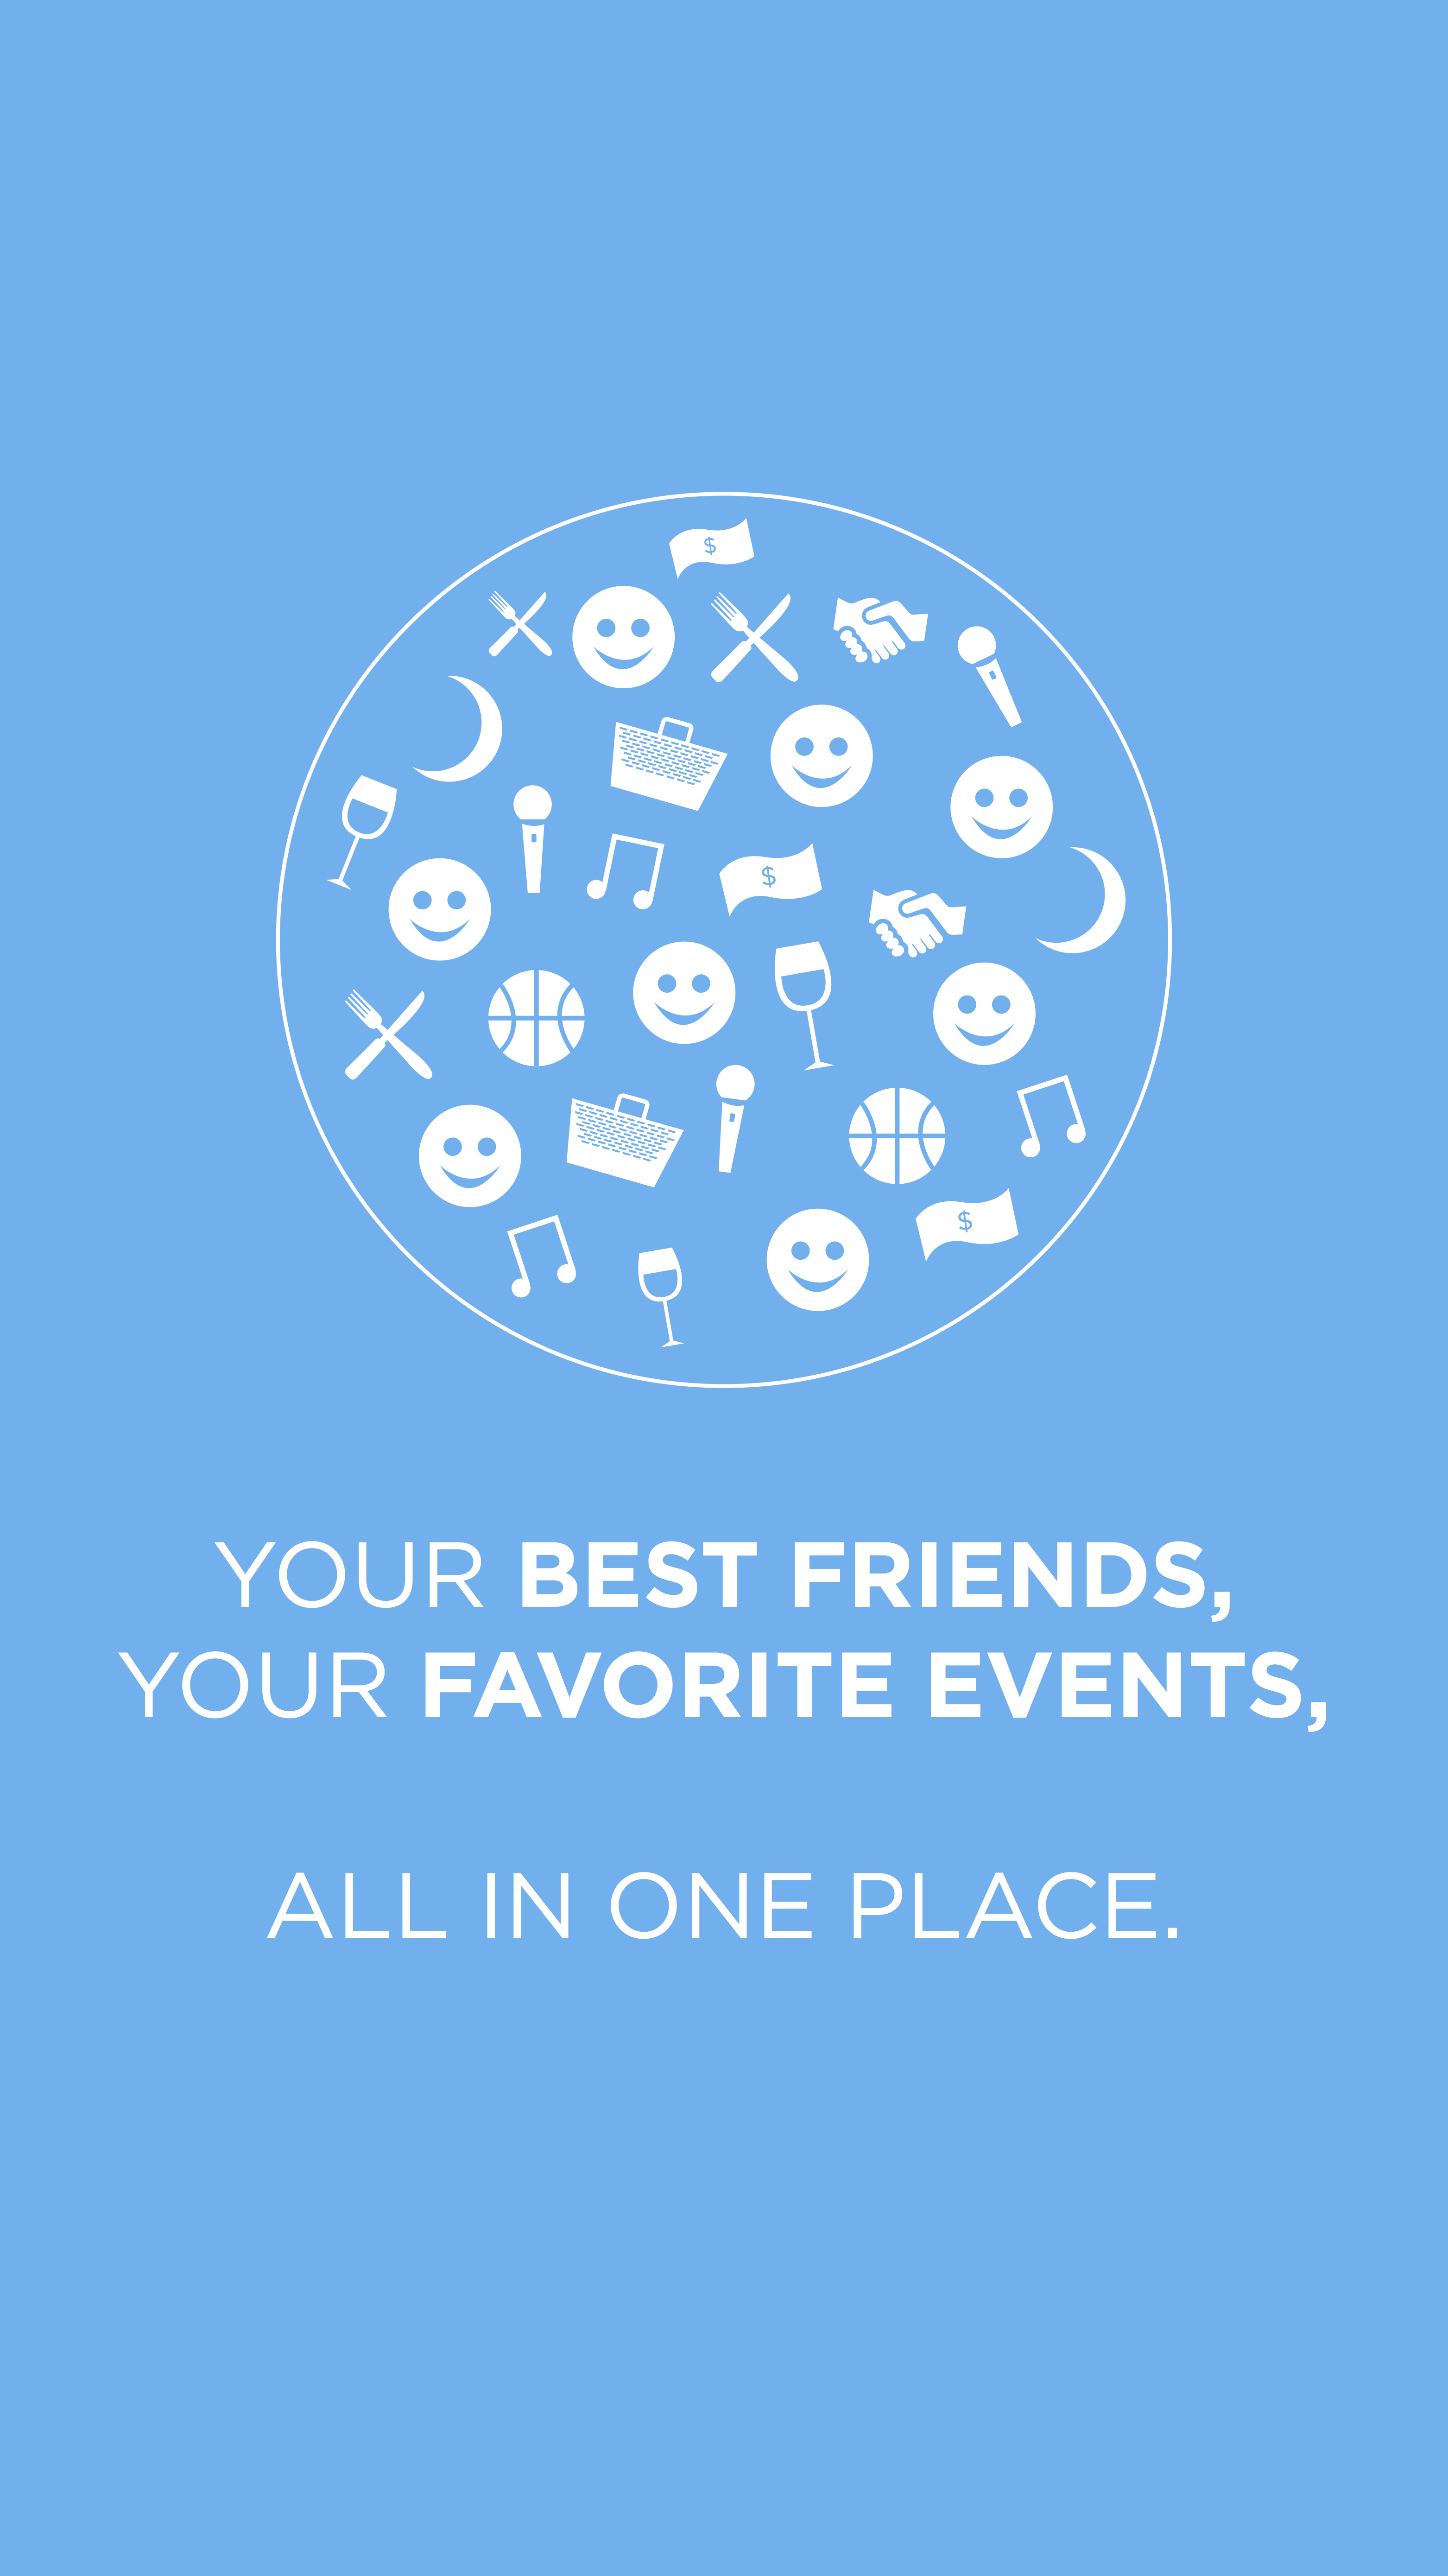 $
$
$
YOUR BEST FRIENDS,
YOUR FAVORITE EVENTS,
ALL IN ONE PLACE.